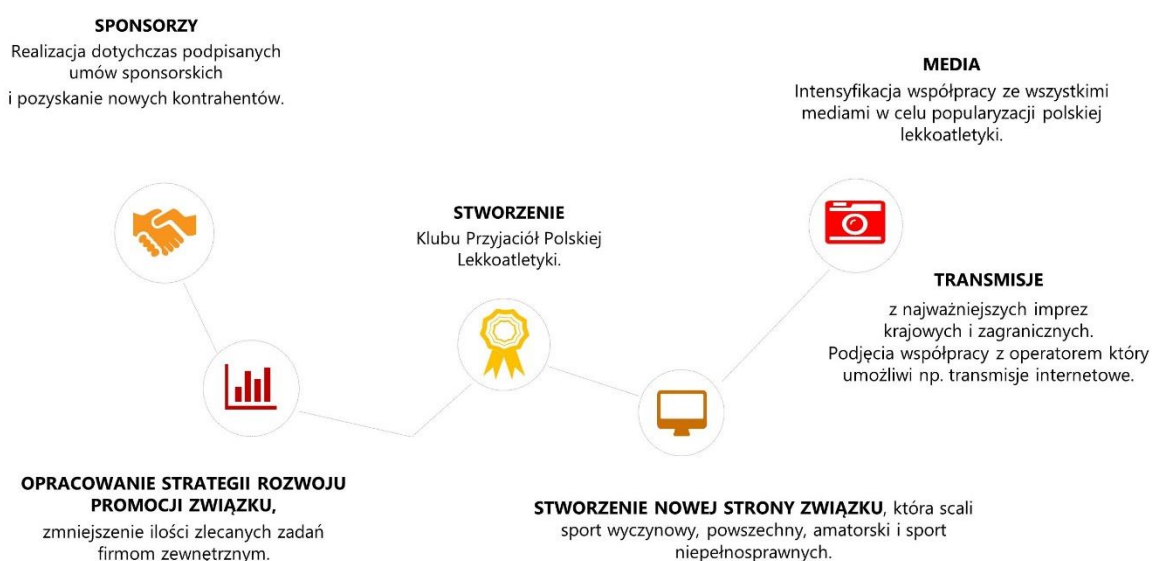 SPONSORZY
Realizacja dotychczas podpisanych
umów sponsorskich
i pozyskanie nowych kontrahentów.
MEDIA
Intensyfikacja współpracy ze wszystkimi
mediami w celu popularyzacji polskiej
lekkoatletyki.
STWORZENIE
Klubu Przyjaciół Polskiej
Lekkoatletyki.
TRANSMISJE
z najważniejszych imprez
krajowych i zagranicznych.
Podjęcia współpracy z operatorem który
umożliwi np. transmisje internetowe.
OPRACOWANIE STRATEGII ROZWOJU
PROMOCJI ZWIĄZKU,
zmniejszenie ilości zlecanych zadań
firmom zewnętrznym.
STWORZENIE NOWEJ STRONY ZWIĄZKU, która scali
sport wyczynowy, powszechny, amatorski i sport
niepełnosprawnych.